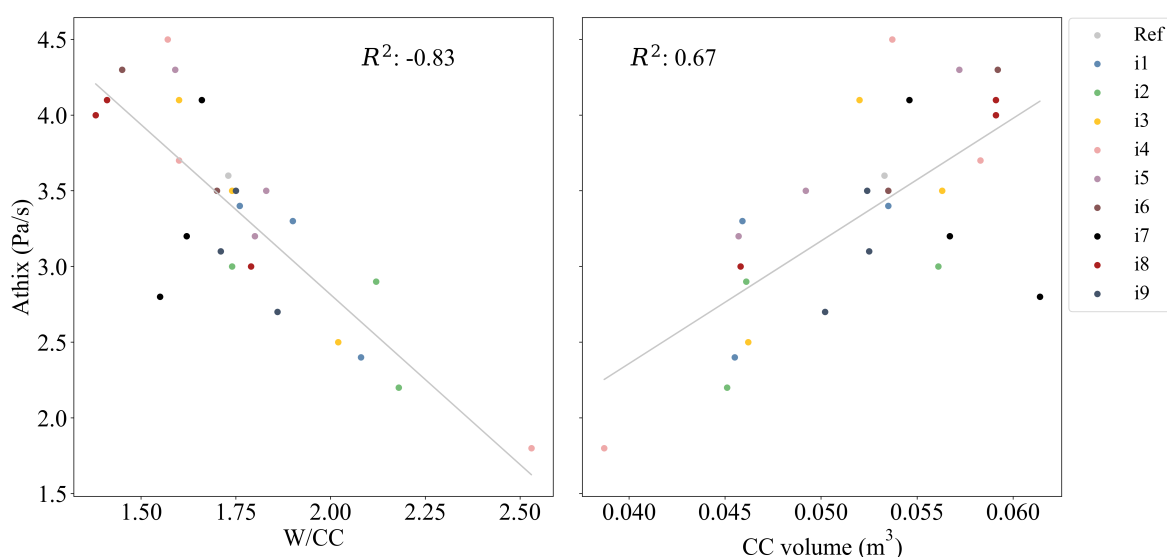 R²: -0.83
R²: 0.67
Athix (Pa/s)
4.5
4.0
3.5
3.0
2.5
2.0
1.5
1.50
1.75
2.00
2.25
2.50
W/CC
0.040
0.045
0.050
0.055
0.060
CC volume (m³)
Ref
i1
i2
i3
i4
i5
i6
i7
i8
i9